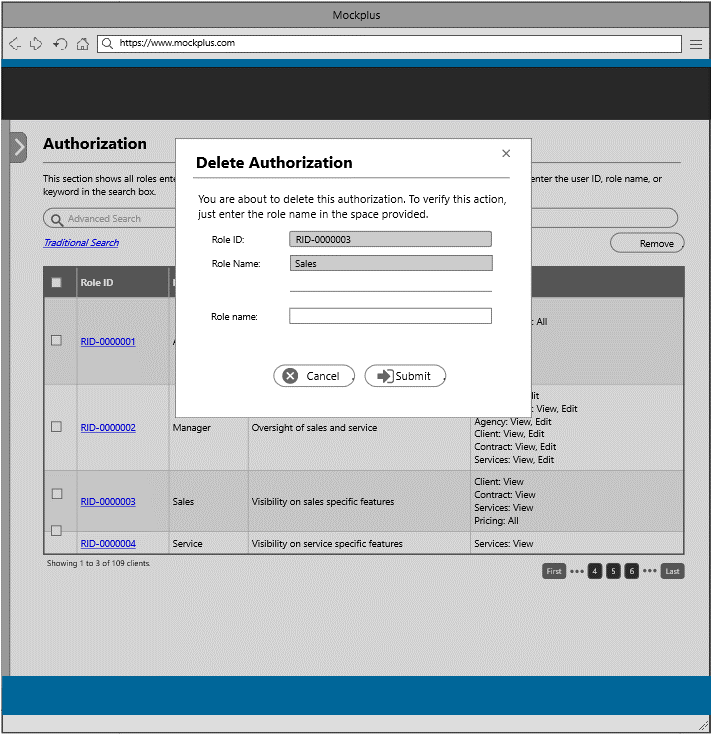 Mockplus
https://www.mockplus.com
Authorization
This section shows all roles ente
enter the user ID, role name, or
keyword in the search box.
Advanced Search
Traditional Search
Remove
Delete Authorization
You are about to delete this authorization. To verify this action,
just enter the role name in the space provided.
Role ID: RID-0000003
Role Name: Sales
Role name:
Cancel
Submit
Role ID
RID-0000001
: All
RID-0000002 Manager Oversight of sales and service
dit
: View, Edit
Agency: View, Edit
Client: View, Edit
Contract: View, Edit
Services: View, Edit
RID-0000003 Sales Visibility on sales specific features
Client: View
Contract: View
Services: View
Pricing: All
RID-0000004 Service Visibility on service specific features Services: View
Showing 1 to 3 of 109 clients.
First ••• 4 5 6 ••• Last